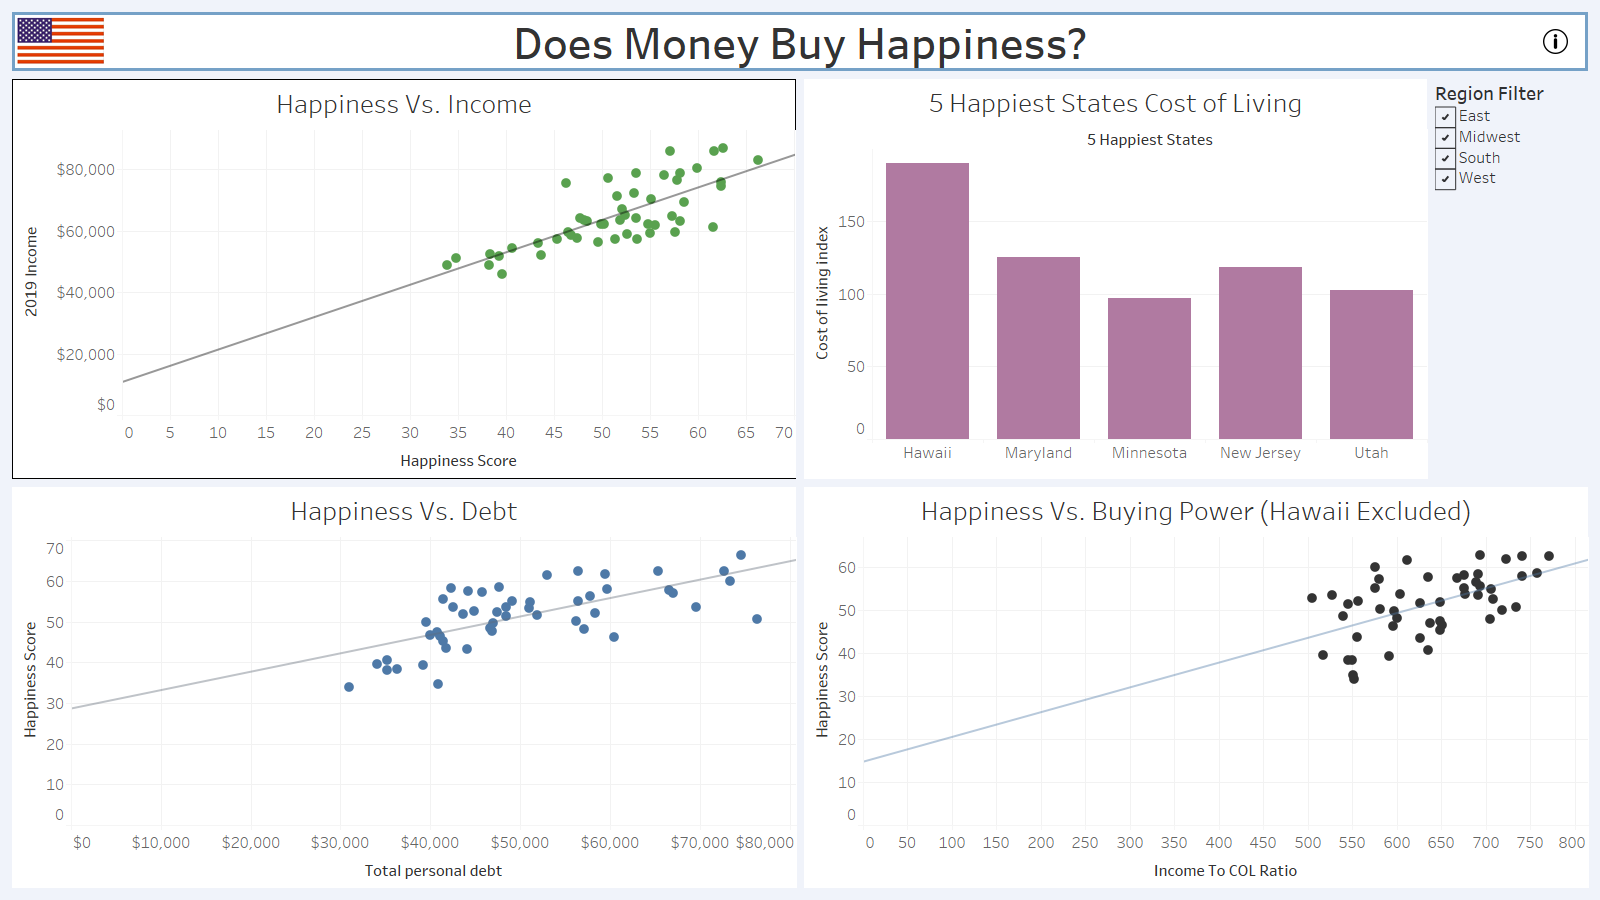 Does Money Buy Happiness?
Happiness Vs. Income
2019 Income
$80,000
$60,000
$40,000
$20,000
$0
0 5 10 15 20 25 30 35 40 45 50 55 60 65 70
Happiness Score
5 Happiest States Cost of Living
5 Happiest States
Cost of living index
150
100
50
0
Hawaii Maryland Minnesota New Jersey Utah
Region Filter
East
Midwest
South
West
Happiness Vs. Debt
Happiness Score
70
60
50
40
30
20
10
0
$0 $10,000 $20,000 $30,000 $40,000 $50,000 $60,000 $70,000 $80,000
Total personal debt
Happiness Vs. Buying Power (Hawaii Excluded)
Happiness Score
60
50
40
30
20
10
0
0 50 100 150 200 250 300 350 400 450 500 550 600 650 700 750 800
Income To COL Ratio